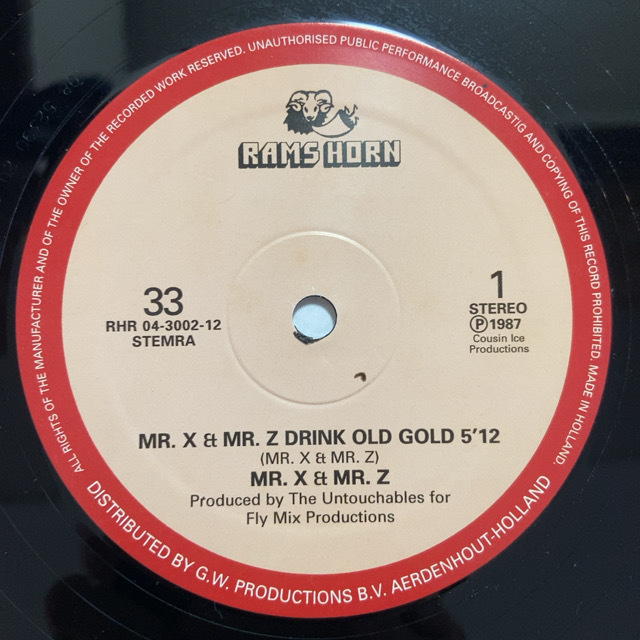 ALL RIGHTS OF THE MANUFACTURER AND OF THE OWNER OF THE RECORDED WORK RESERVED. UNAUTHORISED PUBLIC PERFORMANCE BROADCASTIG AND COPYING OF THIS RECORD PROHIBITED. MADE IN HOLLAND.
RAMS HORN
33
RHR 04-3002-12
STEMRA
1
STEREO
Ⓟ1987
Cousin Ice
Productions
MR. X & MR. Z DRINK OLD GOLD 5'12
(MR. X & MR. Z)
MR. X & MR. Z
Produced by The Untouchables for
Fly Mix Productions
DISTRIBUTED BY G.W. PRODUCTIONS B.V. AERDENHOUT-HOLLAND